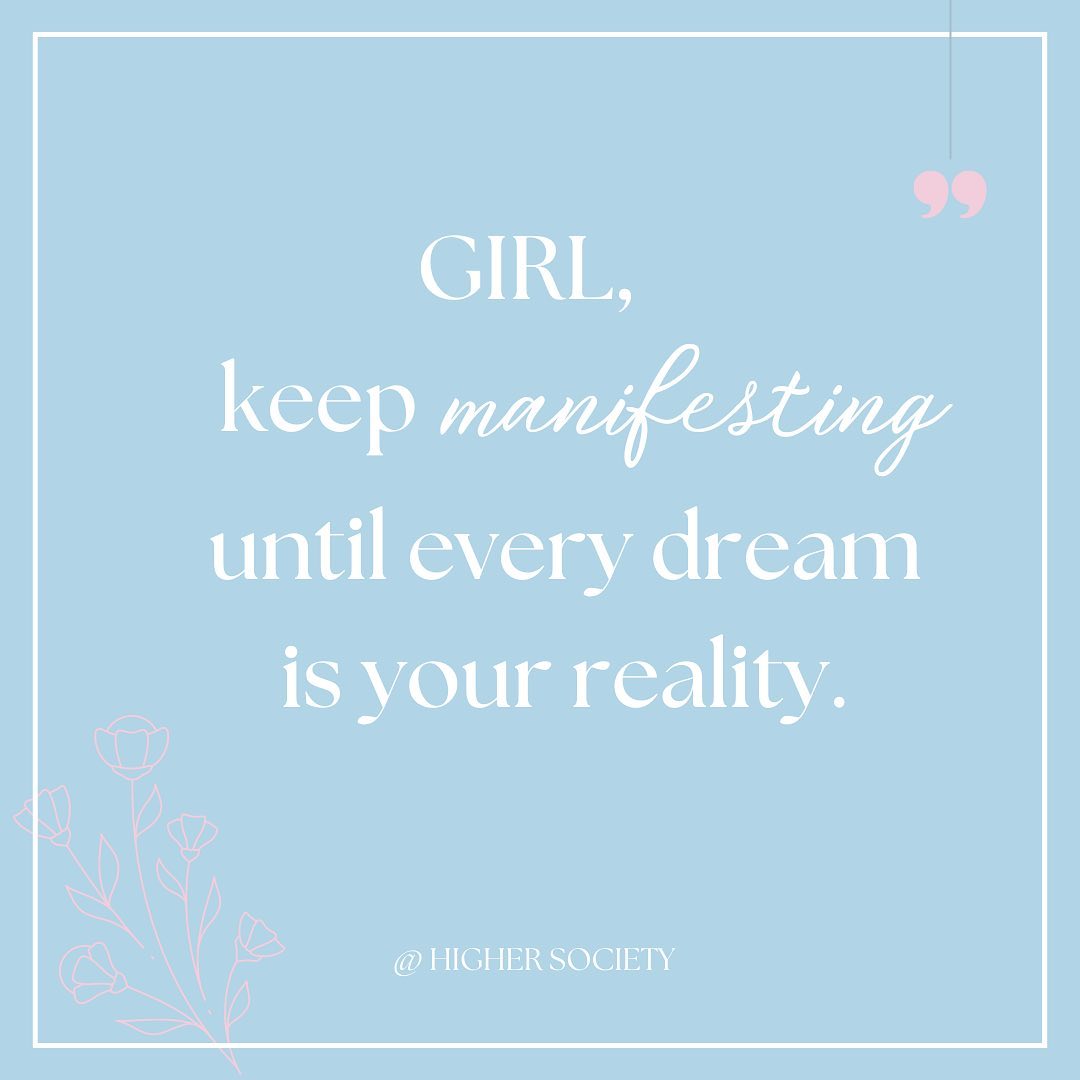 GIRL,
keep manifesting
until every dream
is your reality.
@ HIGHER SOCIETY